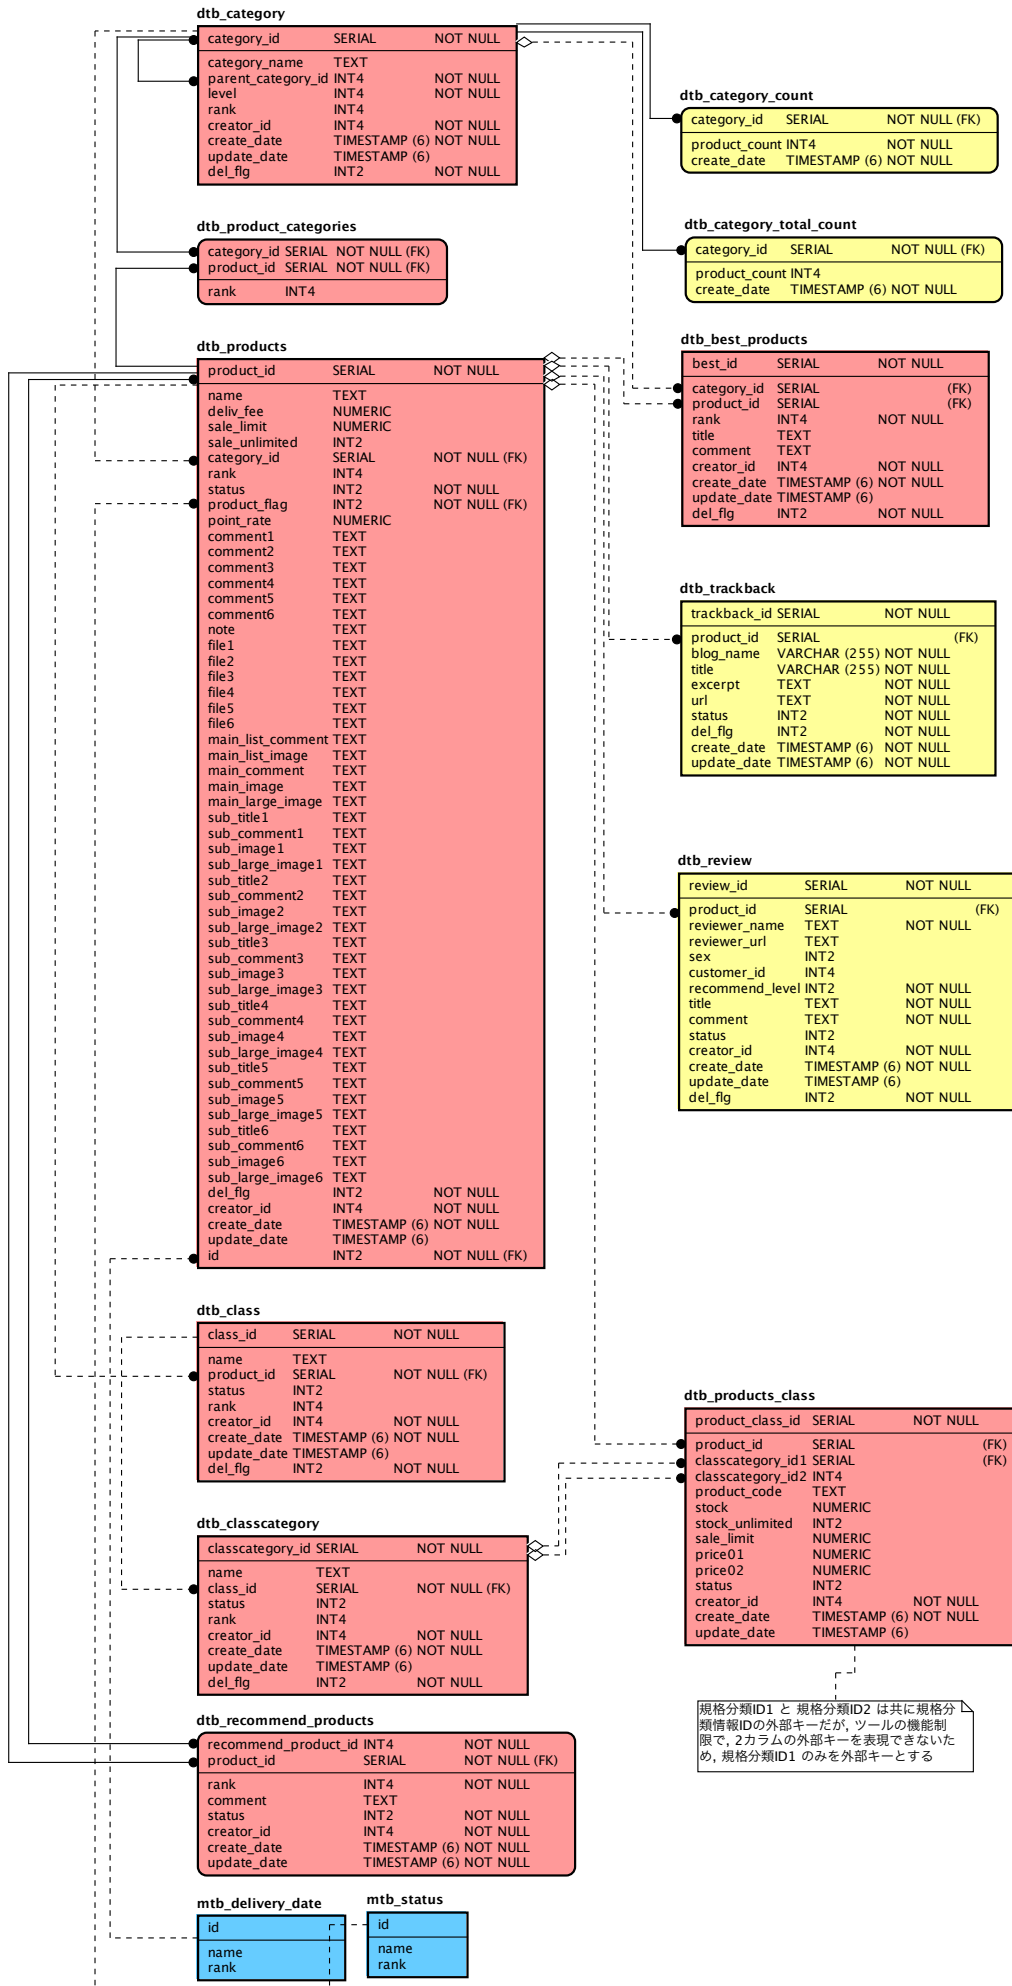 dtb_category
category_id SERIAL NOT NULL
category_name TEXT
parent_category_id INT4 NOT NULL
level INT4 NOT NULL
rank INT4
creator_id INT4 NOT NULL
create_date TIMESTAMP (6) NOT NULL
update_date TIMESTAMP (6)
del_flg INT2 NOT NULL
dtb_category_count
category_id SERIAL NOT NULL (FK)
product_count INT4 NOT NULL
create_date TIMESTAMP (6) NOT NULL
dtb_product_categories
category_id SERIAL NOT NULL (FK)
product_id SERIAL NOT NULL (FK)
rank INT4
dtb_category_total_count
category_id SERIAL NOT NULL (FK)
product_count INT4
create_date TIMESTAMP (6) NOT NULL
dtb_products
product_id SERIAL NOT NULL
name TEXT
deliv_fee NUMERIC
sale_limit NUMERIC
sale_unlimited INT2
category_id SERIAL NOT NULL (FK)
rank INT4
status INT2 NOT NULL
product_flag INT2 NOT NULL (FK)
point_rate NUMERIC
comment1 TEXT
comment2 TEXT
comment3 TEXT
comment4 TEXT
comment5 TEXT
comment6 TEXT
note TEXT
file1 TEXT
file2 TEXT
file3 TEXT
file4 TEXT
file5 TEXT
file6 TEXT
main_list_comment TEXT
main_list_image TEXT
main_comment TEXT
main_image TEXT
main_large_image TEXT
sub_title1 TEXT
sub_comment1 TEXT
sub_image1 TEXT
sub_large_image1 TEXT
sub_title2 TEXT
sub_comment2 TEXT
sub_image2 TEXT
sub_large_image2 TEXT
sub_title3 TEXT
sub_comment3 TEXT
sub_image3 TEXT
sub_large_image3 TEXT
sub_title4 TEXT
sub_comment4 TEXT
sub_image4 TEXT
sub_large_image4 TEXT
sub_title5 TEXT
sub_comment5 TEXT
sub_image5 TEXT
sub_large_image5 TEXT
sub_title6 TEXT
sub_comment6 TEXT
sub_image6 TEXT
sub_large_image6 TEXT
del_flg INT2 NOT NULL
creator_id INT4 NOT NULL
create_date TIMESTAMP (6) NOT NULL
update_date TIMESTAMP (6)
id INT2 NOT NULL (FK)
dtb_best_products
best_id SERIAL NOT NULL
category_id SERIAL (FK)
product_id SERIAL (FK)
rank INT4 NOT NULL
title TEXT
comment TEXT
creator_id INT4 NOT NULL
create_date TIMESTAMP (6) NOT NULL
update_date TIMESTAMP (6)
del_flg INT2 NOT NULL
dtb_trackback
trackback_id SERIAL NOT NULL
product_id SERIAL (FK)
blog_name VARCHAR (255) NOT NULL
title VARCHAR (255) NOT NULL
excerpt TEXT NOT NULL
url TEXT NOT NULL
status INT2 NOT NULL
del_flg INT2 NOT NULL
create_date TIMESTAMP (6) NOT NULL
update_date TIMESTAMP (6) NOT NULL
dtb_review
review_id SERIAL NOT NULL
product_id SERIAL (FK)
reviewer_name TEXT NOT NULL
reviewer_url TEXT
sex INT2
customer_id INT4
recommend_level INT2 NOT NULL
title TEXT NOT NULL
comment TEXT NOT NULL
status INT2
creator_id INT4 NOT NULL
create_date TIMESTAMP (6) NOT NULL
update_date TIMESTAMP (6)
del_flg INT2 NOT NULL
dtb_class
class_id SERIAL NOT NULL
name TEXT
product_id SERIAL NOT NULL (FK)
status INT2
rank INT4
creator_id INT4 NOT NULL
create_date TIMESTAMP (6) NOT NULL
update_date TIMESTAMP (6)
del_flg INT2 NOT NULL
dtb_products_class
product_class_id SERIAL NOT NULL
product_id SERIAL (FK)
classcategory_id1 SERIAL (FK)
classcategory_id2 INT4
product_code TEXT
stock NUMERIC
stock_unlimited INT2
sale_limit NUMERIC
price01 NUMERIC
price02 NUMERIC
status INT2
creator_id INT4 NOT NULL
create_date TIMESTAMP (6) NOT NULL
update_date TIMESTAMP (6)
dtb_classcategory
classcategory_id SERIAL NOT NULL
name TEXT
class_id SERIAL NOT NULL (FK)
status INT2
rank INT4
creator_id INT4 NOT NULL
create_date TIMESTAMP (6) NOT NULL
update_date TIMESTAMP (6)
del_flg INT2 NOT NULL
規格分類ID1 と 規格分類ID2 は共に規格分
類情報IDの外部キーだが, ツールの機能制
限で, 2カラムの外部キーを表現できないた
め, 規格分類ID1 のみを外部キーとする
dtb_recommend_products
recommend_product_id INT4 NOT NULL
product_id SERIAL NOT NULL (FK)
rank INT4 NOT NULL
comment TEXT
status INT2 NOT NULL
creator_id INT4 NOT NULL
create_date TIMESTAMP (6) NOT NULL
update_date TIMESTAMP (6) NOT NULL
mtb_delivery_date
id
name
rank
mtb_status
id
name
rank